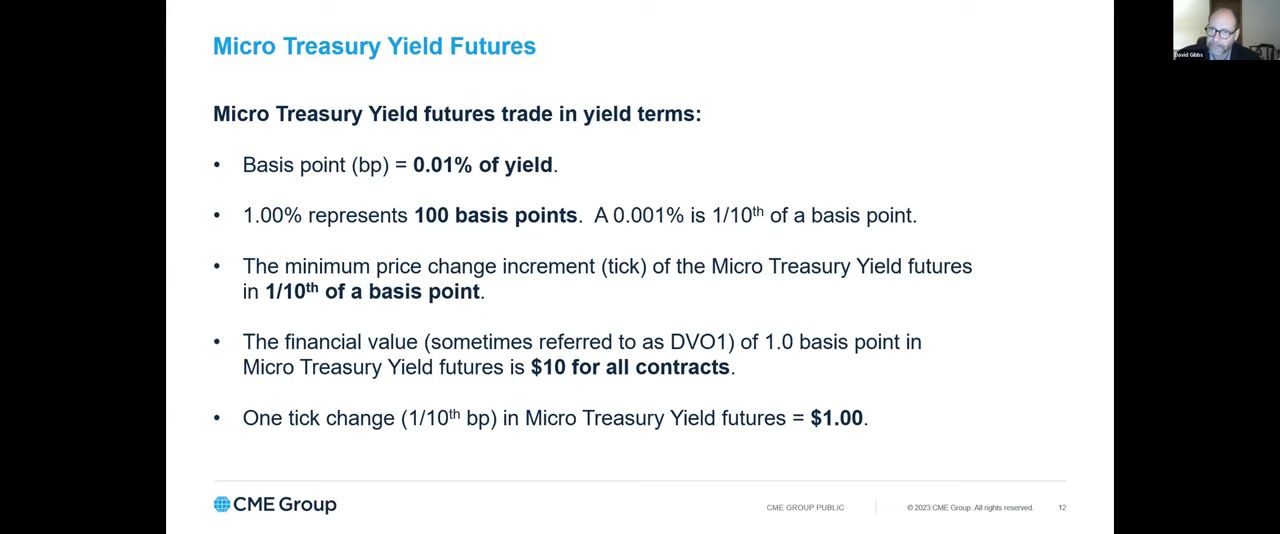 Micro Treasury Yield Futures
David Gibbs
Micro Treasury Yield futures trade in yield terms:
• Basis point (bp) = 0.01% of yield.
• 1.00% represents 100 basis points. A 0.001% is 1/10th of a basis point.
• The minimum price change increment (tick) of the Micro Treasury Yield futures
in 1/10th of a basis point.
• The financial value (sometimes referred to as DVO1) of 1.0 basis point in
Micro Treasury Yield futures is $10 for all contracts.
• One tick change (1/10th bp) in Micro Treasury Yield futures = $1.00.
CME Group
CME GROUP PUBLIC
© 2023 CME Group. All rights reserved.
12